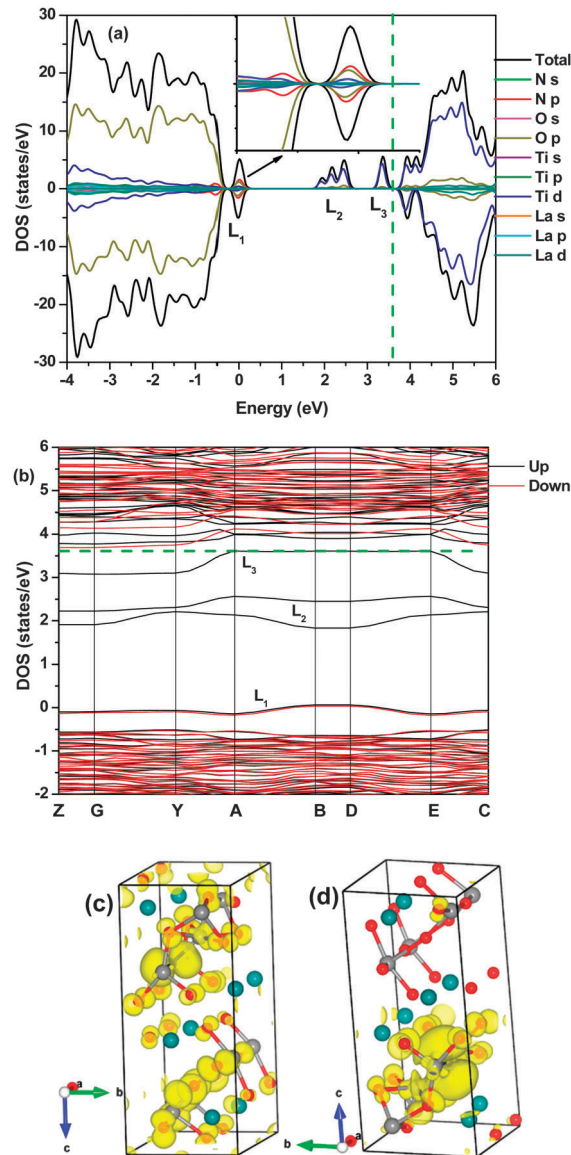 (a)
DOS (states/eV)
30
20
10
0
-10
-20
-30
L1
L2
L3
-4 -3 -2 -1 0 1 2 3 4 5 6
Energy (eV)
Total
N s
N p
O s
O p
Ti s
Ti p
Ti d
La s
La p
La d
(b)
DOS (states/eV)
6
5
4
3
2
1
0
-1
-2
L3
L2
L1
Z G Y A B D E C
Up
Down
(c)
a
b
c
(d)
c
b
a